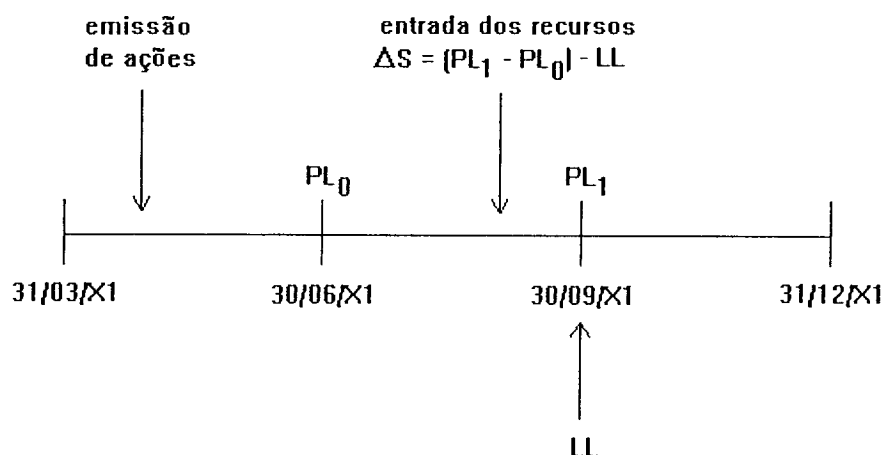 emissão
de ações
entrada dos recursos
ΔS = (PL1 - PL0) - LL
PL0
PL1
31/03/X1
30/06/X1
30/09/X1
31/12/X1
LL